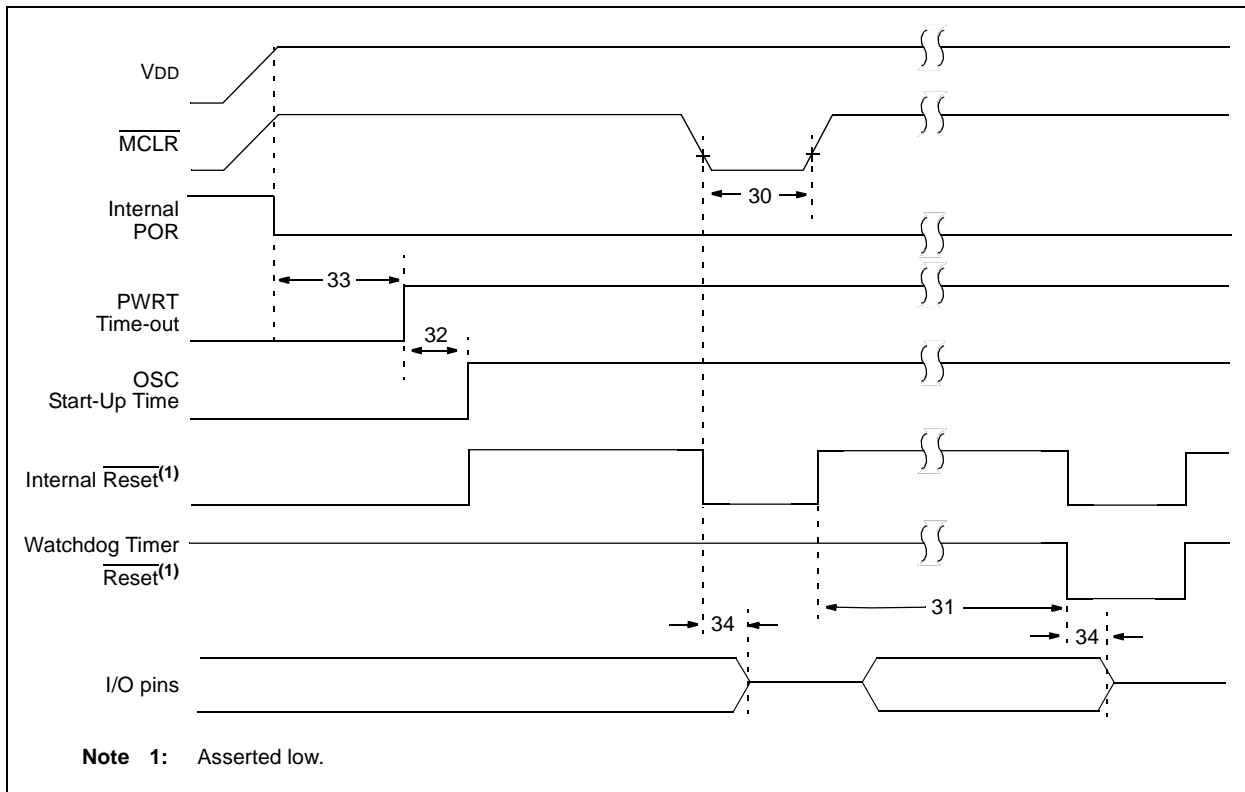 VDD
MCLR
30
Internal
POR
33
PWRT
Time-out
32
OSC
Start-Up Time
Internal Reset(1)
Watchdog Timer
Reset(1)
31
34
34
I/O pins
Note 1: Asserted low.